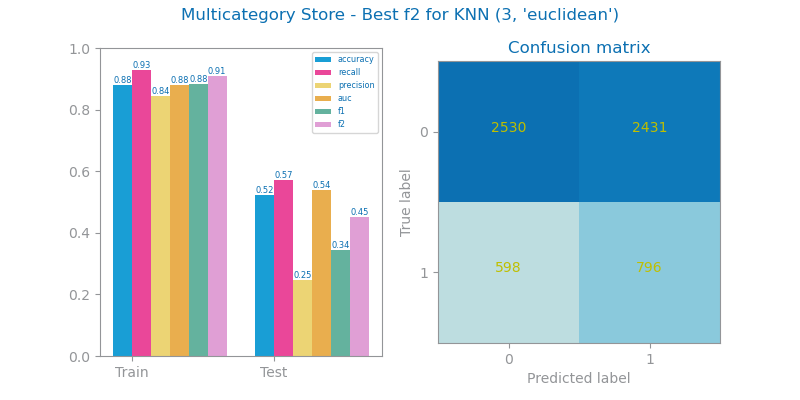 Multicategory Store - Best f2 for KNN (3, 'euclidean')
1.0
0.8
0.6
0.4
0.2
0.0
0.88
0.93
0.84
0.88
0.88
0.91
0.52
0.57
0.25
0.54
0.34
0.45
accuracy
recall
precision
auc
f1
f2
Train
Test
Confusion matrix
True label
0
1
2530
2431
598
796
0
1
Predicted label